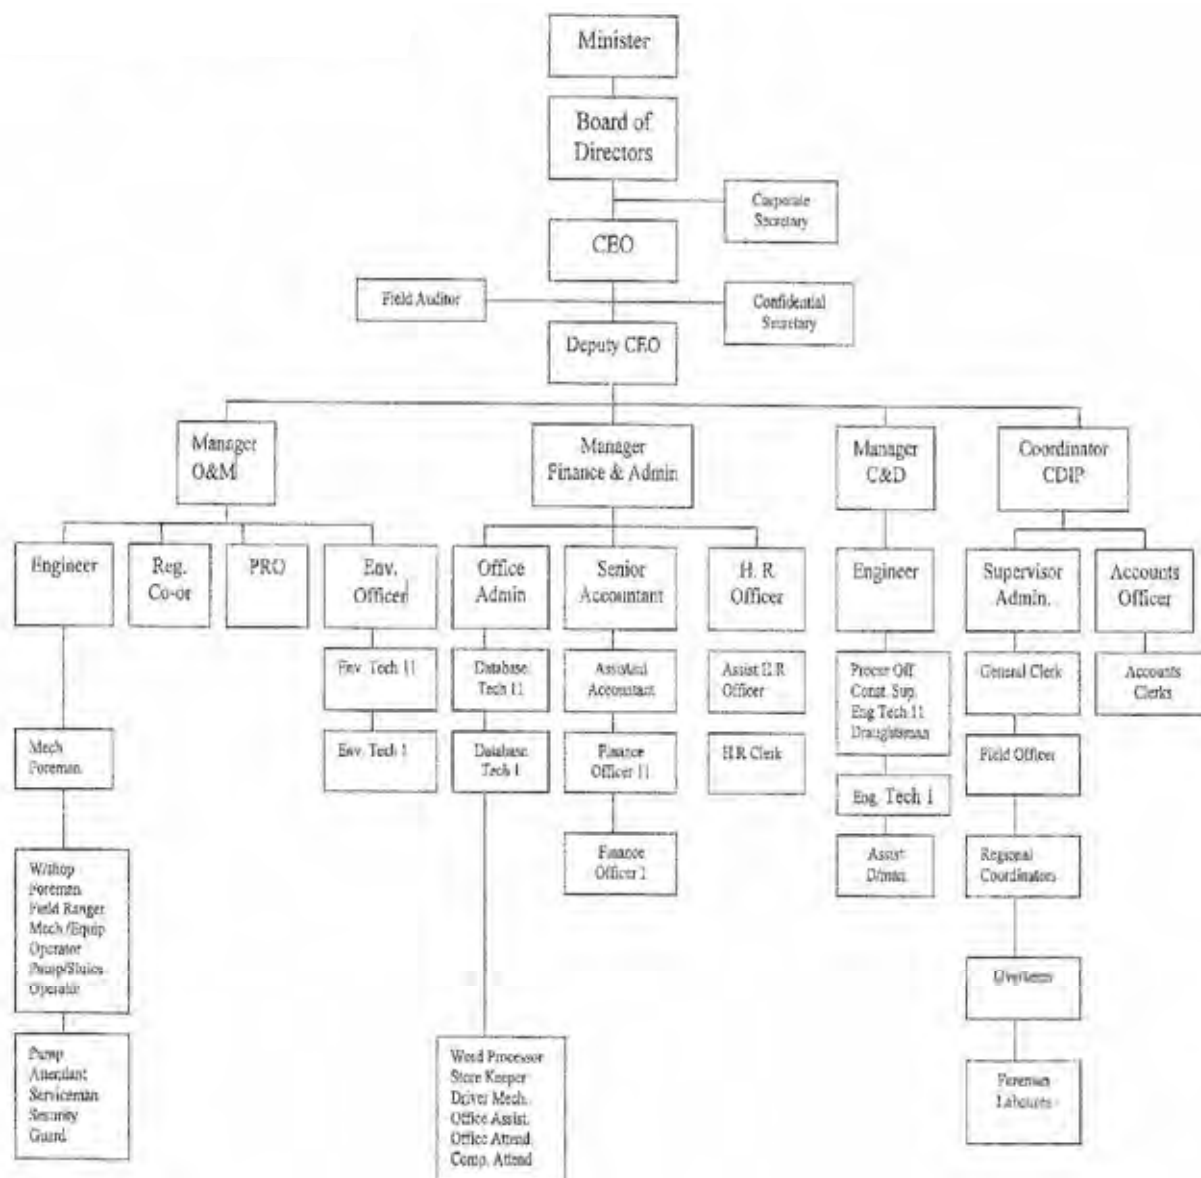 Minister
Board of
Directors
Corporate
Secretary
CEO
Field Auditor
Confidential
Secretary
Deputy CEO
Manager
O&M
Manager
Finance & Admin
Manager
C&D
Coordinator
CDIP
Engineer
Reg.
Co-or
PRO
Env.
Officer
Office
Admin
Senior
Accountant
H. R
Officer
Engineer
Supervisor
Admin.
Accounts
Officer
Env. Tech 11
Database
Tech 11
Assistant
Accountant
Assist H.R
Officer
Off
Const. Sup.
Eng Tech 11
Draughtsman
General Clerk
Accounts
Clerks
Mech
Foreman
Env. Tech 1
Database
Tech 1
Finance
Officer 11
H.R Clerk
Eng. Tech 1
Field Officer
Finance
Officer 1
Assist
D/man
Regional
Coordinators
W/shop
Foreman
Field Ranger
Mech /Equip
Operator
Pump/Sluice
Operator
Pump
Attendant
Serviceman
Security
Guard
Word Processor
Store Keeper
Driver Mech.
Office Assist.
Office Attend.
Comp. Attend
Foreman